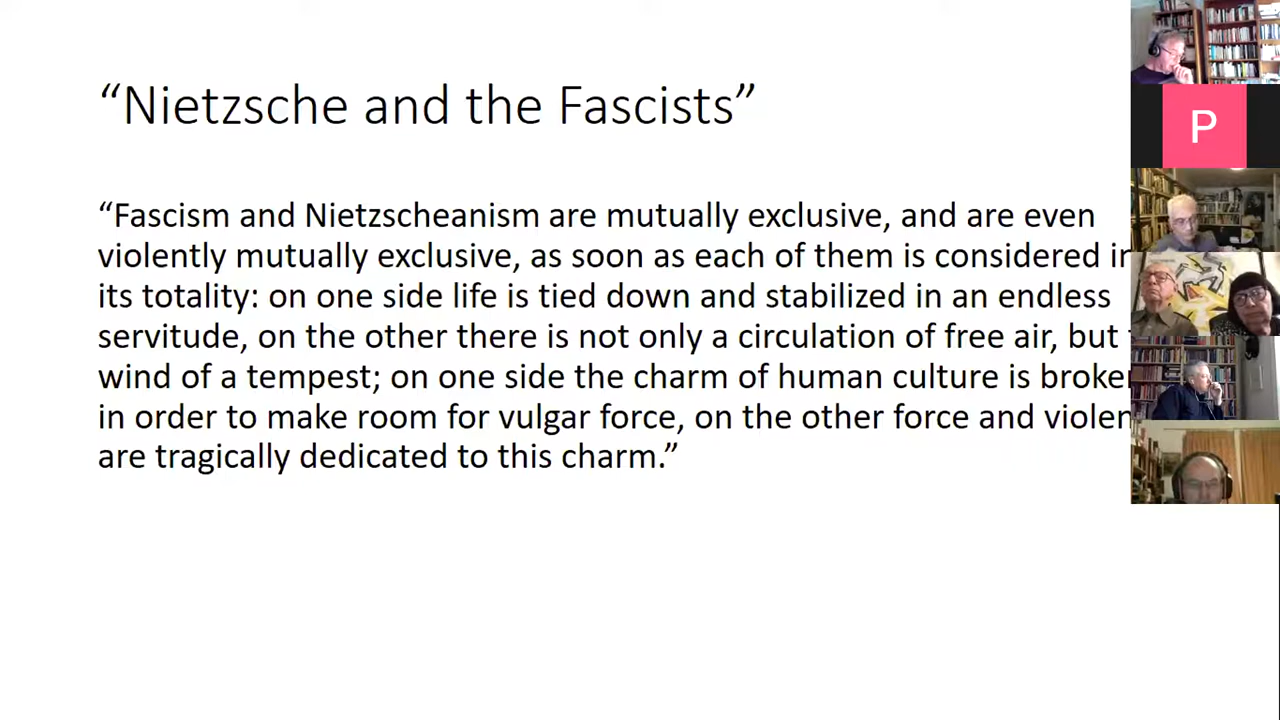 “Nietzsche and the Fascists”
“Fascism and Nietzscheanism are mutually exclusive, and are even
violently mutually exclusive, as soon as each of them is considered in
its totality: on one side life is tied down and stabilized in an endless
servitude, on the other there is not only a circulation of free air, but
wind of a tempest; on one side the charm of human culture is broken
in order to make room for vulgar force, on the other force and violen
are tragically dedicated to this charm.”
P